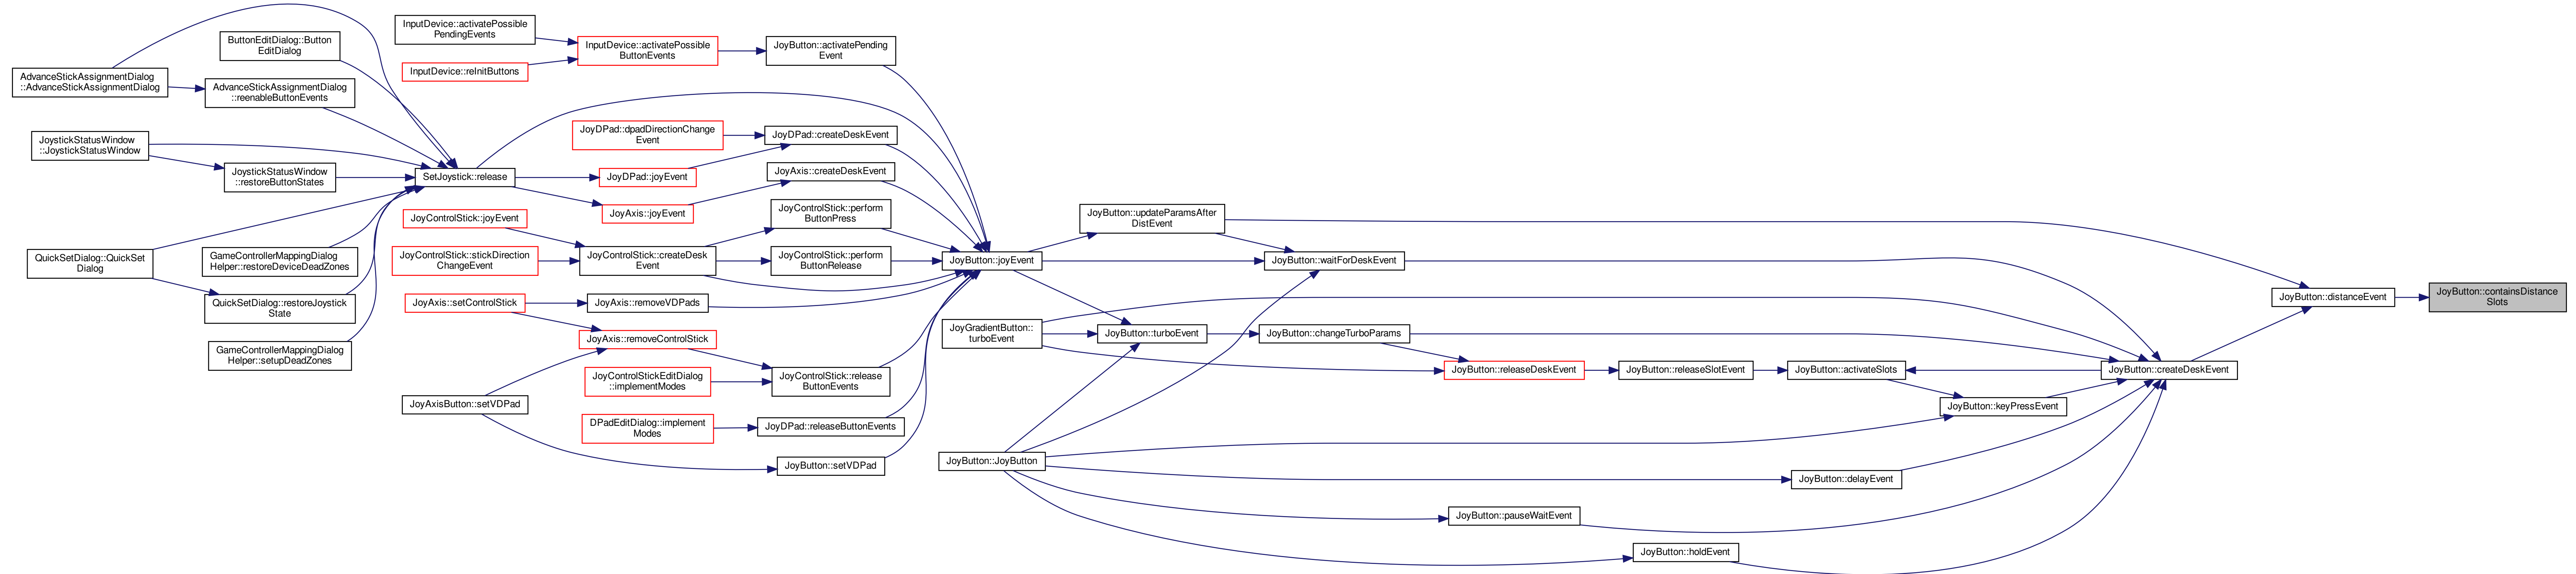 InputDevice::activatePossible
PendingEvents
ButtonEditDialog::Button
EditDialog
InputDevice::activatePossible
ButtonEvents
JoyButton::activatePending
Event
InputDevice::reInitButtons
AdvanceStickAssignmentDialog
::AdvanceStickAssignmentDialog
AdvanceStickAssignmentDialog
::reenableButtonEvents
JoyDPad::dpadDirectionChange
Event
JoyDPad::createDeskEvent
JoystickStatusWindow
::JoystickStatusWindow
JoystickStatusWindow
::restoreButtonStates
SetJoystick::release
JoyDPad::joyEvent
JoyAxis::createDeskEvent
JoyAxis::joyEvent
JoyControlStick::joyEvent
JoyControlStick::perform
ButtonPress
JoyButton::updateParamsAfter
DistEvent
QuickSetDialog::QuickSet
Dialog
GameControllerMappingDialog
Helper::restoreDeviceDeadZones
JoyControlStick::stickDirection
ChangeEvent
JoyControlStick::createDesk
Event
JoyControlStick::perform
ButtonRelease
JoyButton::joyEvent
JoyButton::waitForDeskEvent
JoyButton::distanceEvent
JoyButton::containsDistance
Slots
QuickSetDialog::restoreJoystick
State
JoyAxis::setControlStick
JoyAxis::removeVDPads
GameControllerMappingDialog
Helper::setupDeadZones
JoyAxis::removeControlStick
JoyGradientButton::
turboEvent
JoyButton::turboEvent
JoyButton::changeTurboParams
JoyControlStickEditDialog
::implementModes
JoyControlStick::release
ButtonEvents
JoyButton::releaseDeskEvent
JoyButton::releaseSlotEvent
JoyButton::activateSlots
JoyButton::createDeskEvent
JoyAxisButton::setVDPad
DPadEditDialog::implement
Modes
JoyDPad::releaseButtonEvents
JoyButton::keyPressEvent
JoyButton::setVDPad
JoyButton::JoyButton
JoyButton::delayEvent
JoyButton::pauseWaitEvent
JoyButton::holdEvent